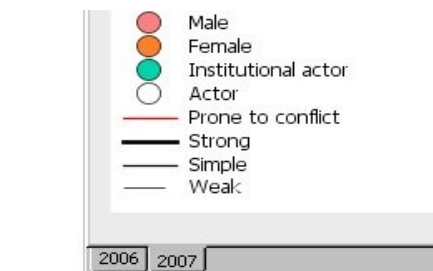 Male
Female
Institutional actor
Actor
Prone to conflict
Strong
Simple
Weak
2006 2007